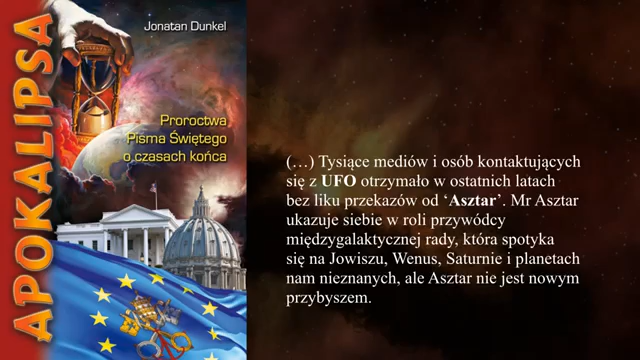 Jonatan Dunkel
APOKALIPSA
Proroctwa
Pisma Świętego
o czasach końca
(…) Tysiące mediów i osób kontaktujących
się z UFO otrzymało w ostatnich latach
bez liku przekazów od ‘Asztar’. Mr Asztar
ukazuje siebie w roli przywódcy
międzygalaktycznej rady, która spotyka
się na Jowiszu, Wenus, Saturnie i planetach
nam nieznanych, ale Asztar nie jest nowym
przybyszem.